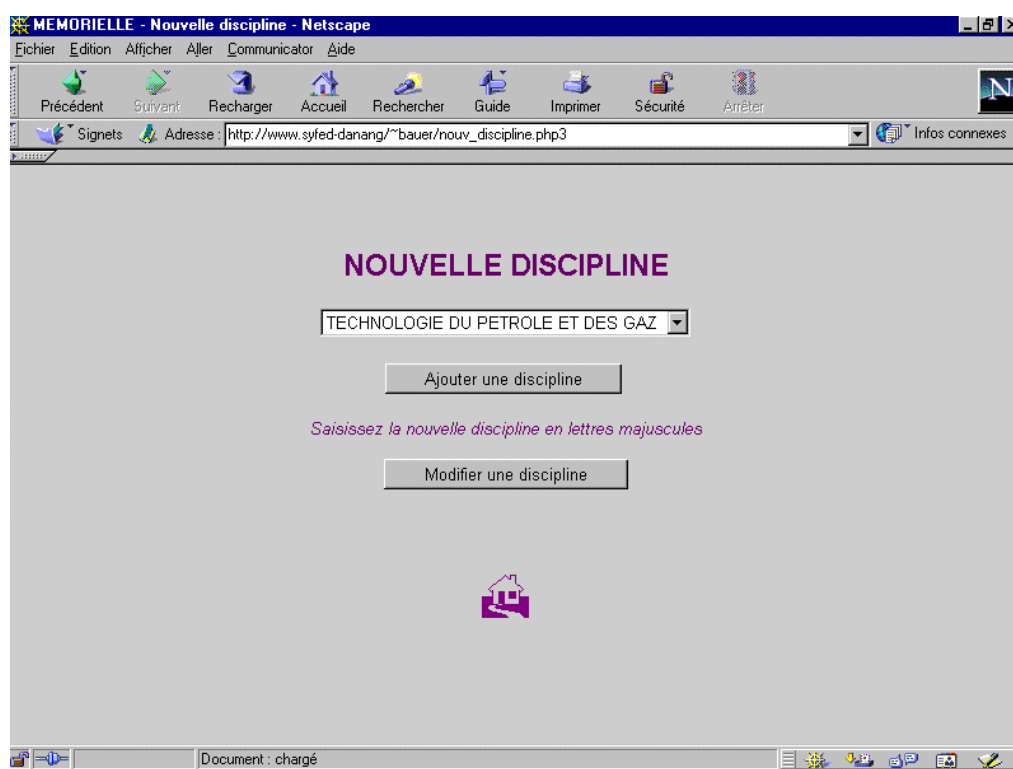 MEMORIELLE - Nouvelle discipline - Netscape
Fichier Edition Afficher Aller Communicator Aide
Précédent Suivant Recharger Accueil Rechercher Guide Imprimer Sécurité Arrêter
N
Signets Adresse : http://www.syfed-danang/~bauer/nouv_discipline.php3 Infos connexes
NOUVELLE DISCIPLINE
TECHNOLOGIE DU PETROLE ET DES GAZ
Ajouter une discipline
Saisissez la nouvelle discipline en lettres majuscules
Modifier une discipline
Document : chargé